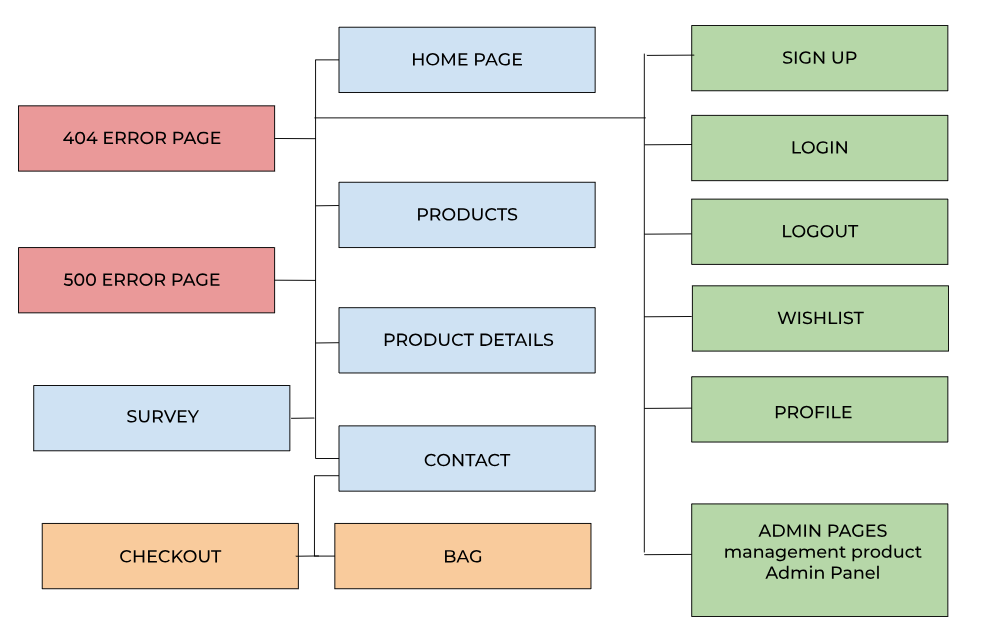 HOME PAGE
SIGN UP
404 ERROR PAGE
LOGIN
PRODUCTS
LOGOUT
500 ERROR PAGE
WISHLIST
PRODUCT DETAILS
SURVEY
PROFILE
CONTACT
CHECKOUT
BAG
ADMIN PAGES
management product
Admin Panel